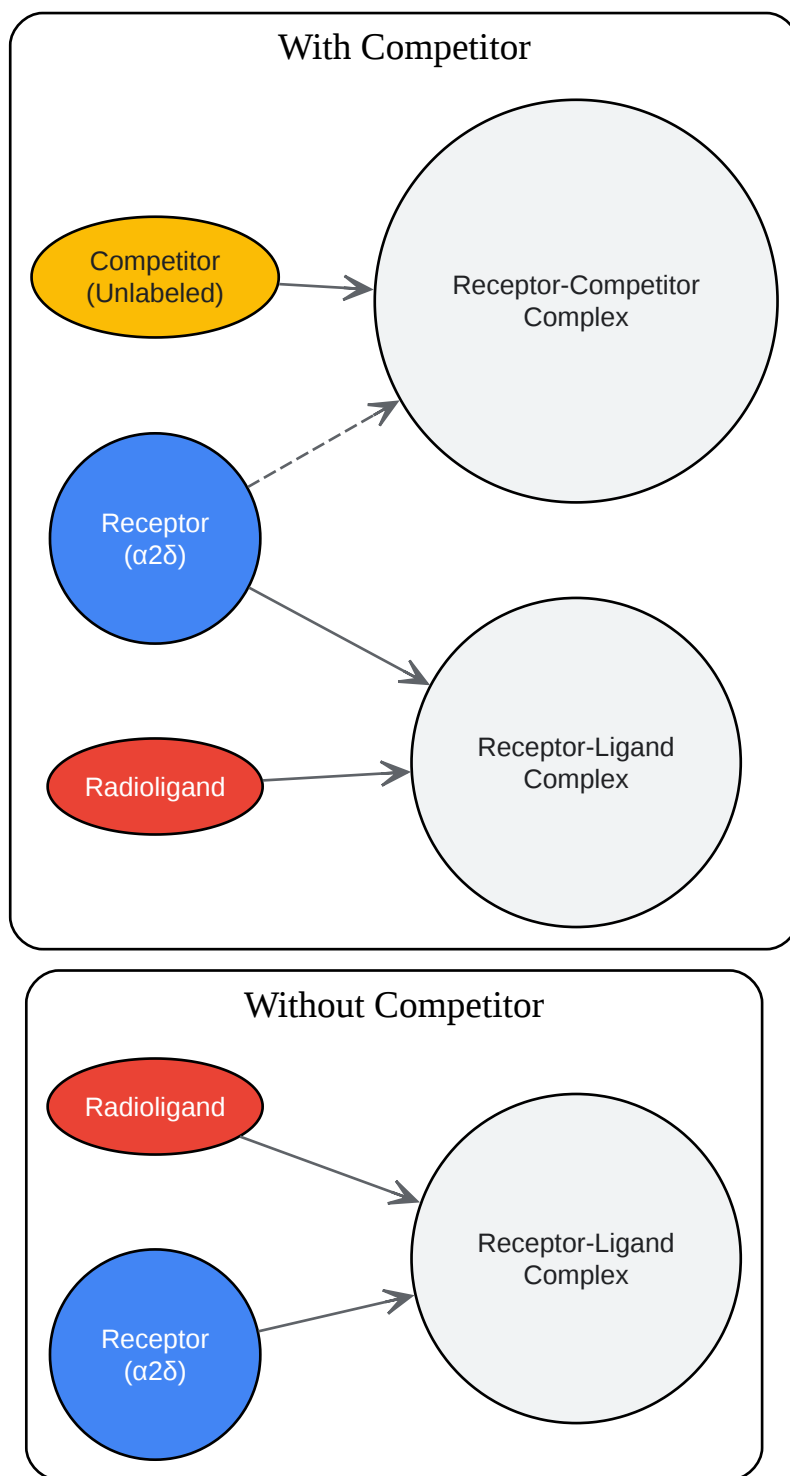 With Competitor
Competitor
(Unlabeled)
Receptor-Competitor
Complex
Receptor
(α2δ)
Receptor-Ligand
Complex
Radioligand
Without Competitor
Radioligand
Receptor-Ligand
Complex
Receptor
(α2δ)